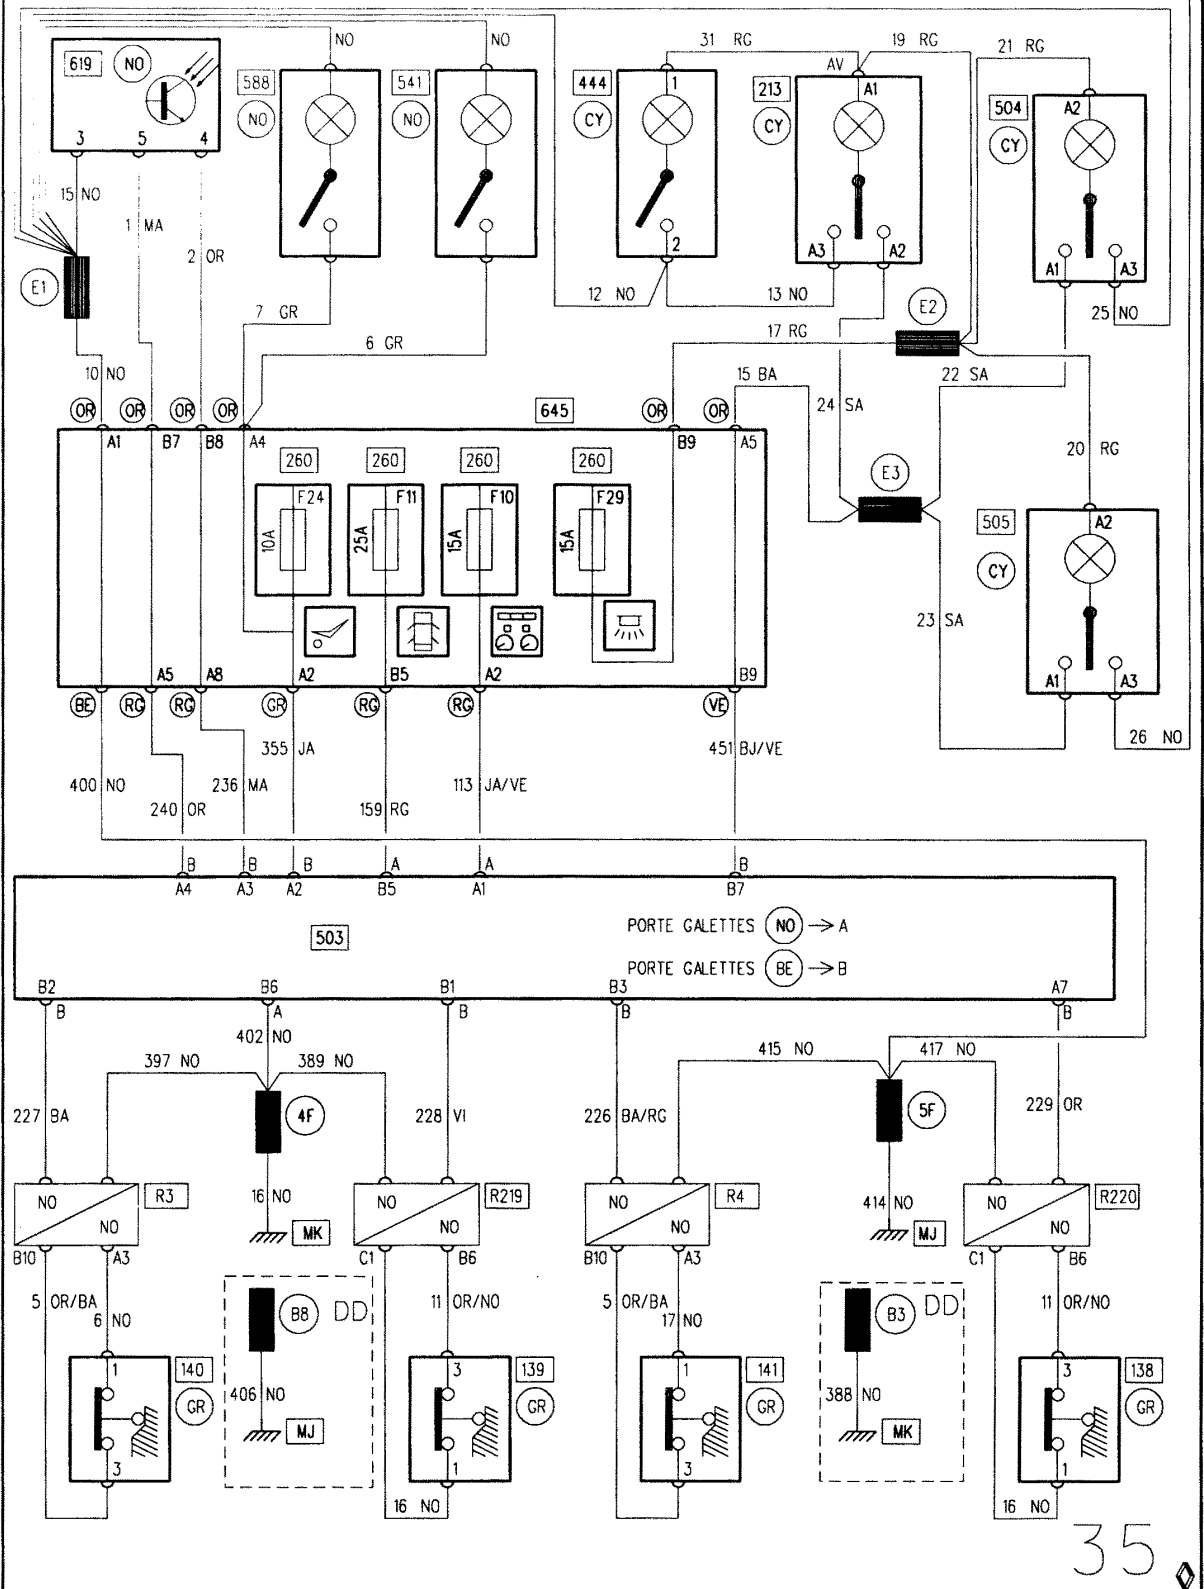 NO NO 31 RG 19 RG 21 RG
619 NO 588 541 444 1 AV 213 A1 504 A2
NO NO CY CY CY
3 5 4
15 NO 1 MA 2 OR 2 A3 A2 A1 A3
E1 12 NO 13 NO E2 25 NO
7 GR 17 RG
6 GR
10 NO 15 BA 24 SA 22 SA
OR OR OR OR 645 OR OR
A1 B7 B8 A4 B9 A5 20 RG
260 260 260 260 E3
F24 F11 F10 F29 505 A2
10A 25A 15A 15A CY
23 SA
A5 A8 A2 B5 A2 B9 A1 A3
BE RG RG GR RG RG VE
355 JA 451 BJ/VE 26 NO
400 NO 236 MA 113 JA/VE
240 OR 159 RG
B B B A A B
A4 A3 A2 B5 A1 B7
PORTE GALETTES NO A
503
PORTE GALETTES BE B
B2 B6 B1 B3 A7
B A B B B
402 NO
397 NO 389 NO 415 NO 417 NO
227 BA 4F 228 VI 226 BA/RG 5F 229 OR
NO R3 16 NO NO R219 NO R4 414 NO NO R220
NO MK NO NO MJ NO
B10 A3 C1 B6 B10 A3 C1 B6
5 OR/BA 11 OR/NO 5 OR/BA 11 OR/NO
6 NO B8 DD 17 NO B3 DD
1 140 3 139 1 141 3 138
GR 406 NO GR GR 388 NO GR
MJ MK
3 1 3 1
16 NO 16 NO
35